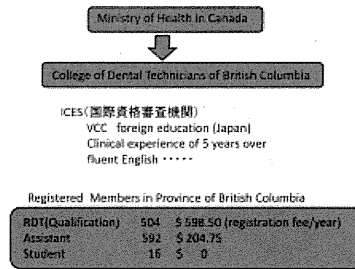 Ministry of Health in Canada
College of Dental Technicians of British Columbia
ICES(国際資格審査機関)
VCC foreign education (Japan)
Clinical experience of 5 years over
fluent English ・・・・・
Registered Members in Province of British Columbia
RDT(Qualification) 504 $ 598.50 (registration fee/year)
Assistant 592 $ 204.75
Student 16 $ 0